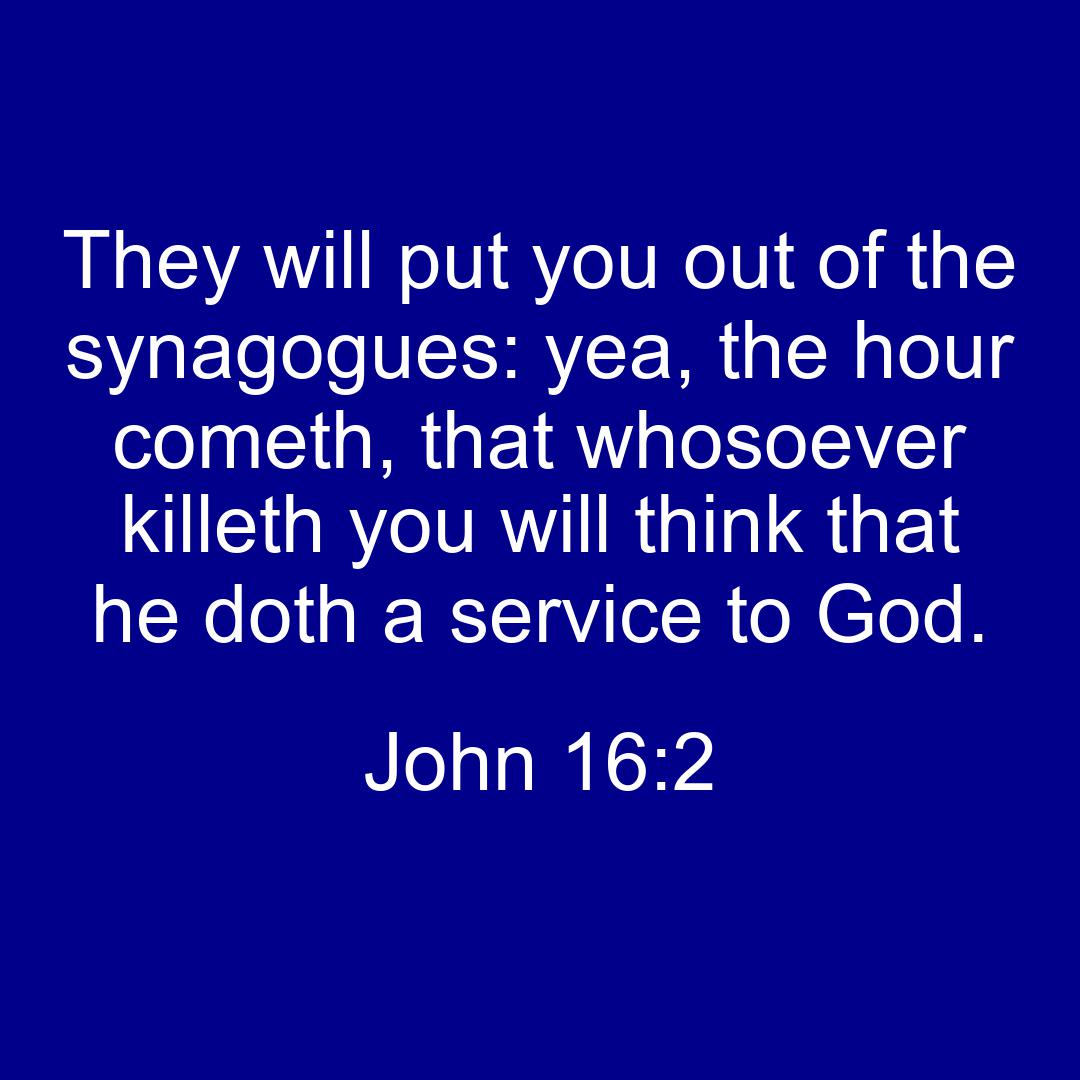 They will put you out of the
synagogues: yea, the hour
cometh, that whosoever
killeth you will think that
he doth a service to God.
John 16:2